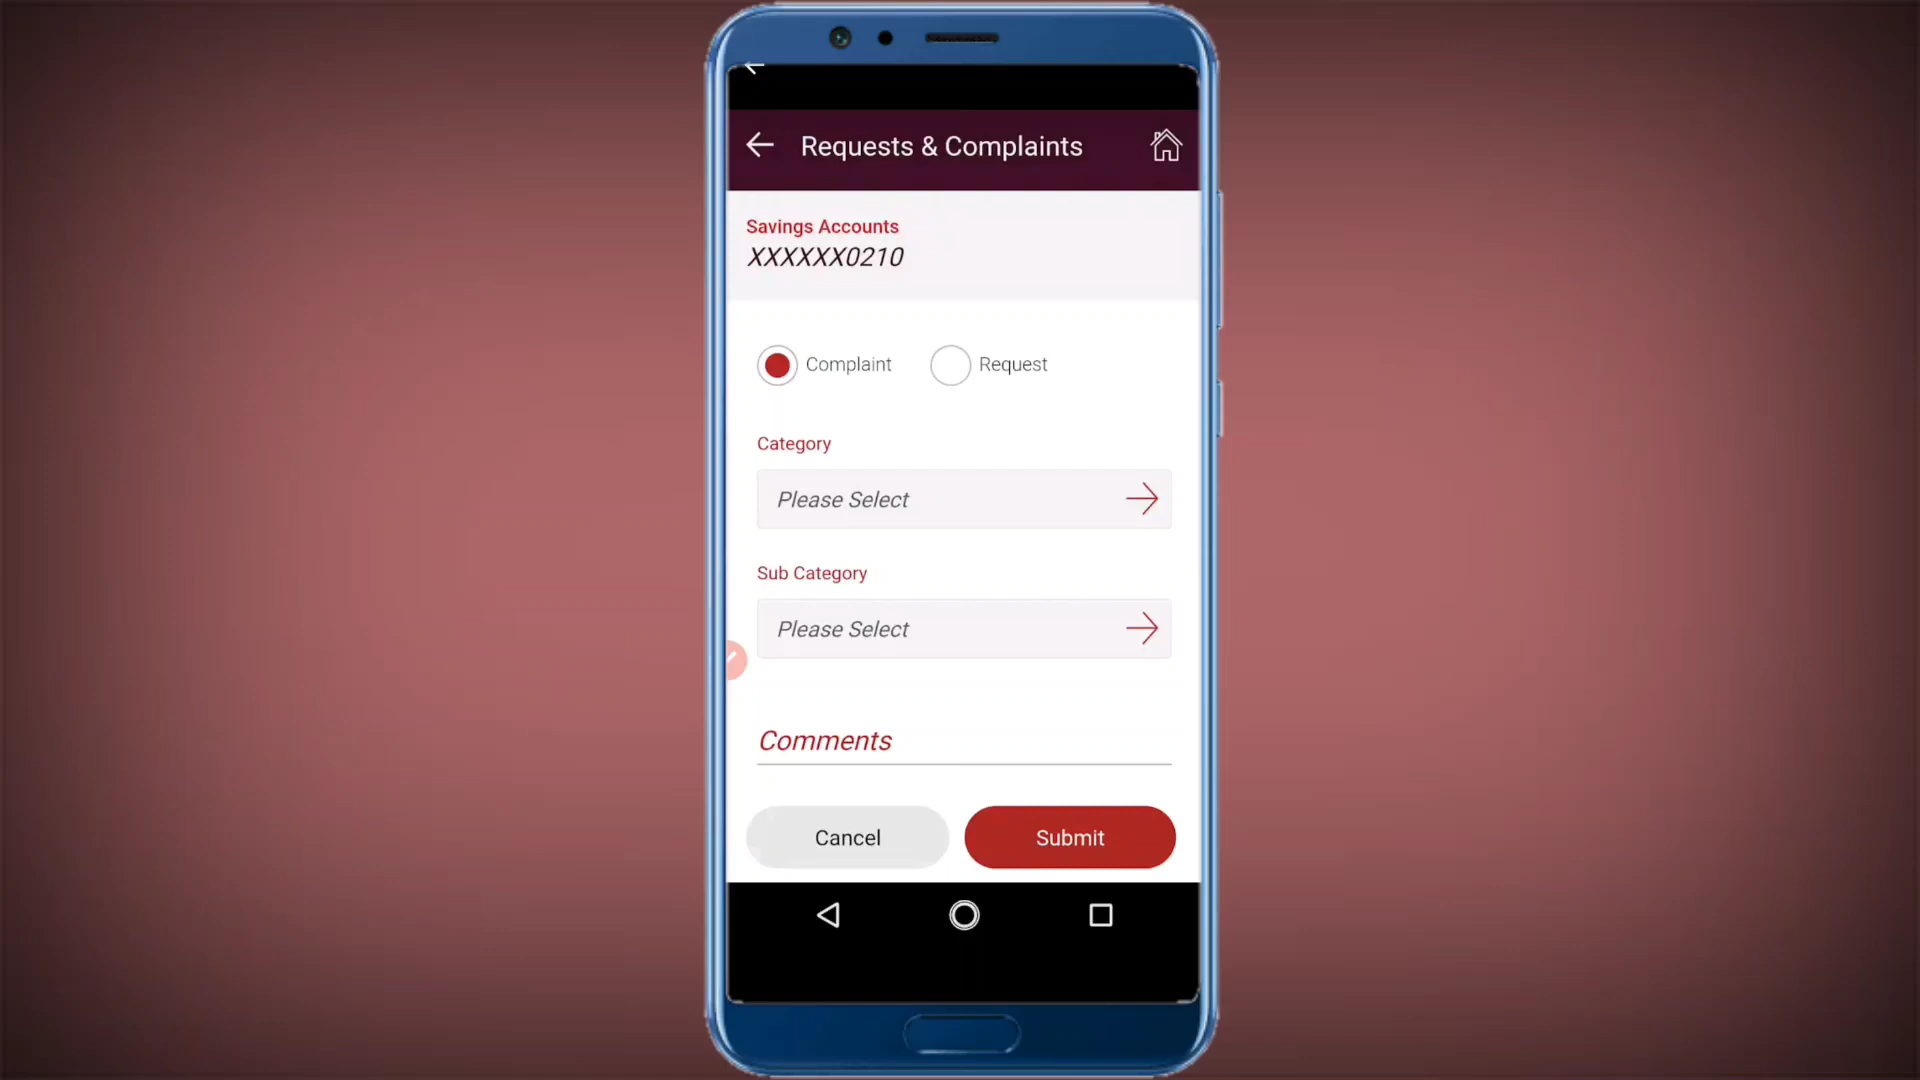 Requests & Complaints
Savings Accounts
XXXXXX0210
Complaint
Request
Category
Please Select
Sub Category
Please Select
Comments
Cancel
Submit